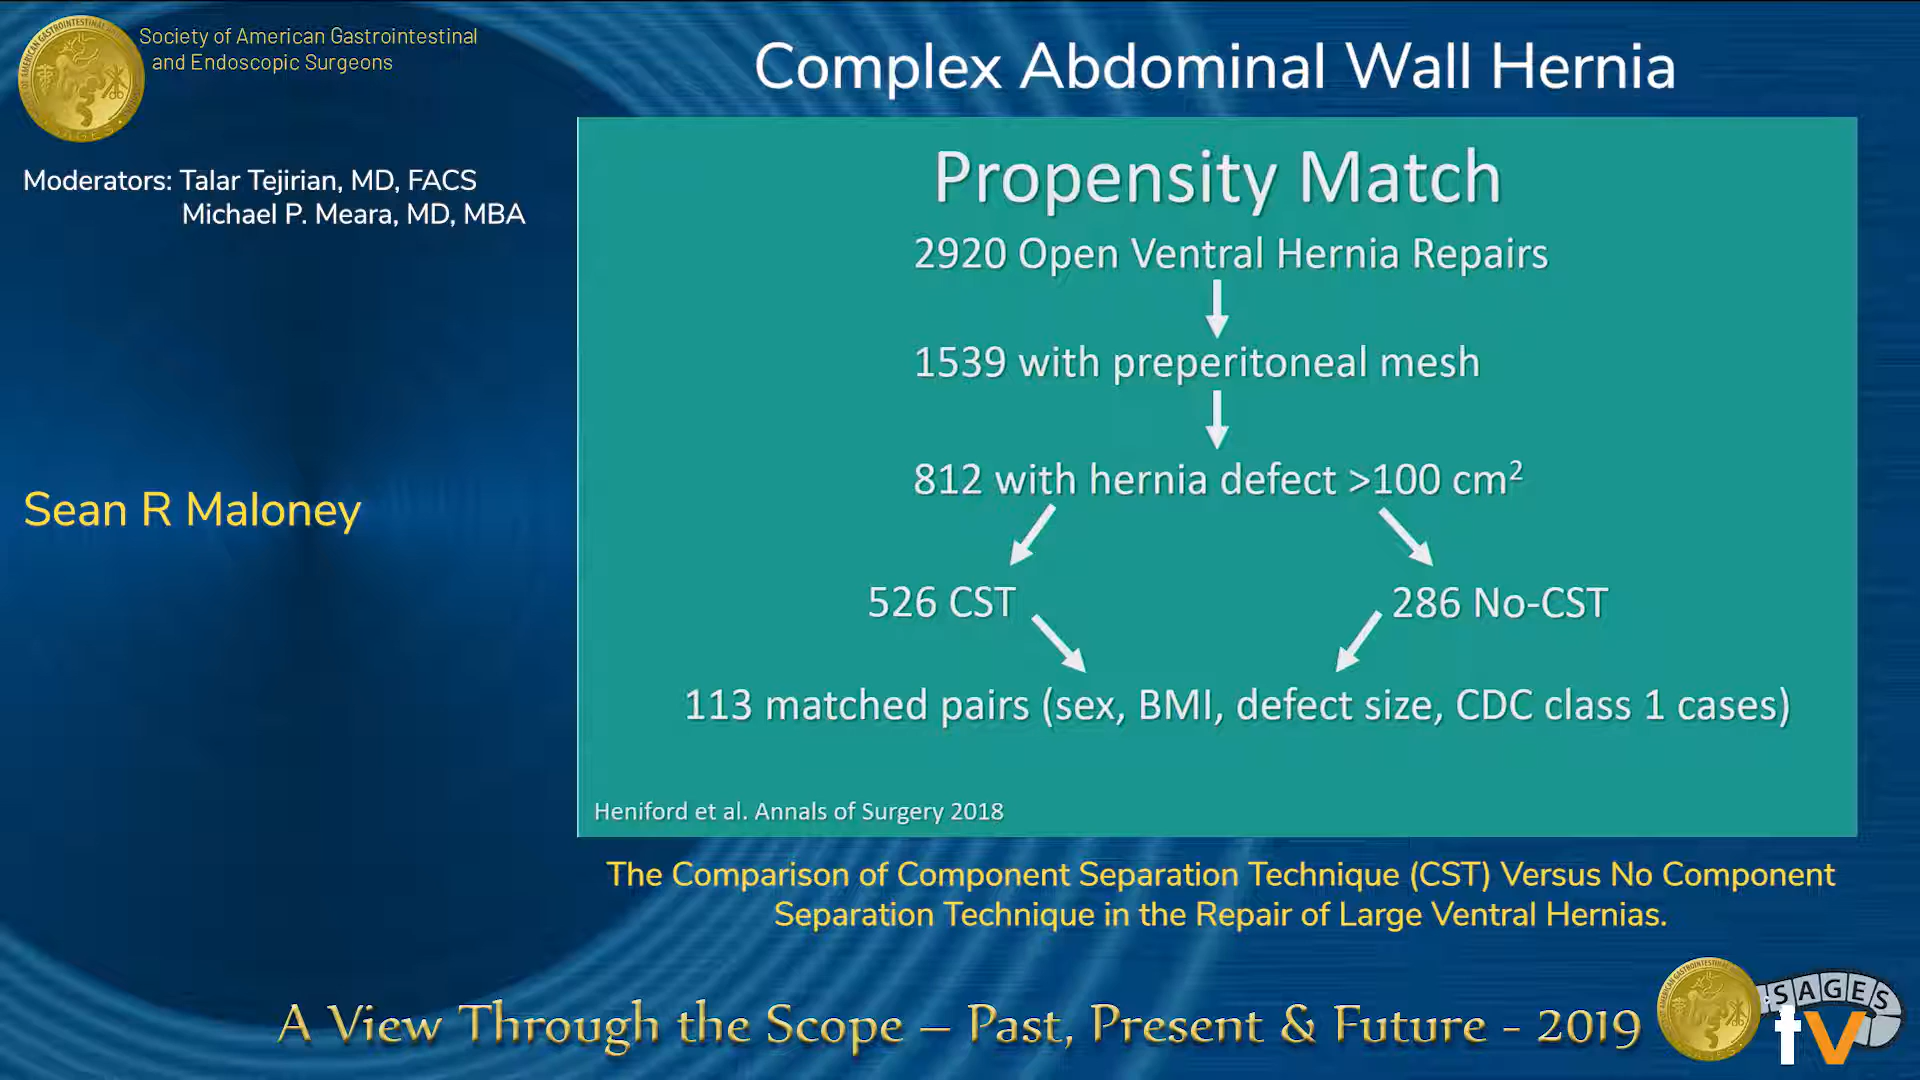 Society of American Gastrointestinal
and Endoscopic Surgeons
Complex Abdominal Wall Hernia
Moderators: Talar Tejirian, MD, FACS
Michael P. Meara, MD, MBA
Sean R Maloney
Propensity Match
2920 Open Ventral Hernia Repairs
1539 with preperitoneal mesh
812 with hernia defect >100 cm²
526 CST
286 No-CST
113 matched pairs (sex, BMI, defect size, CDC class 1 cases)
Heniford et al. Annals of Surgery 2018
The Comparison of Component Separation Technique (CST) Versus No Component
Separation Technique in the Repair of Large Ventral Hernias.
A View Through the Scope – Past, Present & Future - 2019
SAGES
tv